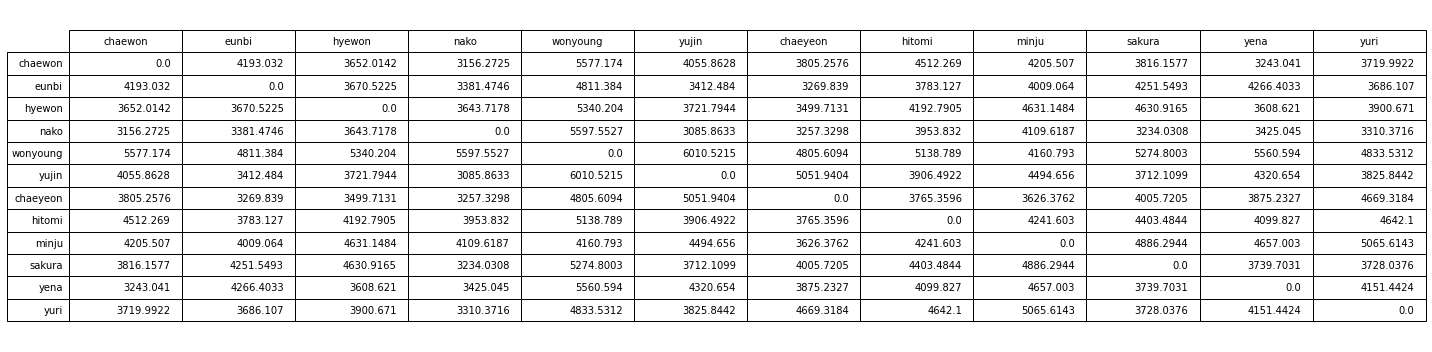 chaewon eunbi hyewon nako wonyoung yujin chaeyeon hitomi minju sakura yena yuri
chaewon 0.0 4193.032 3652.0142 3156.2725 5577.174 4055.8628 3805.2576 4512.269 4205.507 3816.1577 3243.041 3719.9922
eunbi 4193.032 0.0 3670.5225 3381.4746 4811.384 3412.484 3269.839 3783.127 4009.064 4251.5493 4266.4033 3686.107
hyewon 3652.0142 3670.5225 0.0 3643.7178 5340.204 3721.7944 3499.7131 4192.7905 4631.1484 4630.9165 3608.621 3900.671
nako 3156.2725 3381.4746 3643.7178 0.0 5597.5527 3085.8633 3257.3298 3953.832 4109.6187 3234.0308 3425.045 3310.3716
wonyoung 5577.174 4811.384 5340.204 5597.5527 0.0 6010.5215 4805.6094 5138.789 4160.793 5274.8003 5560.594 4833.5312
yujin 4055.8628 3412.484 3721.7944 3085.8633 6010.5215 0.0 5051.9404 3906.4922 4494.656 3712.1099 4320.654 3825.8442
chaeyeon 3805.2576 3269.839 3499.7131 3257.3298 4805.6094 5051.9404 0.0 3765.3596 3626.3762 4005.7205 3875.2327 4669.3184
hitomi 4512.269 3783.127 4192.7905 3953.832 5138.789 3906.4922 3765.3596 0.0 4241.603 4403.4844 4099.827 4642.1
minju 4205.507 4009.064 4631.1484 4109.6187 4160.793 4494.656 3626.3762 4241.603 0.0 4886.2944 4657.003 5065.6143
sakura 3816.1577 4251.5493 4630.9165 3234.0308 5274.8003 3712.1099 4005.7205 4403.4844 4886.2944 0.0 3739.7031 3728.0376
yena 3243.041 4266.4033 3608.621 3425.045 5560.594 4320.654 3875.2327 4099.827 4657.003 3739.7031 0.0 4151.4424
yuri 3719.9922 3686.107 3900.671 3310.3716 4833.5312 3825.8442 4669.3184 4642.1 5065.6143 3728.0376 4151.4424 0.0